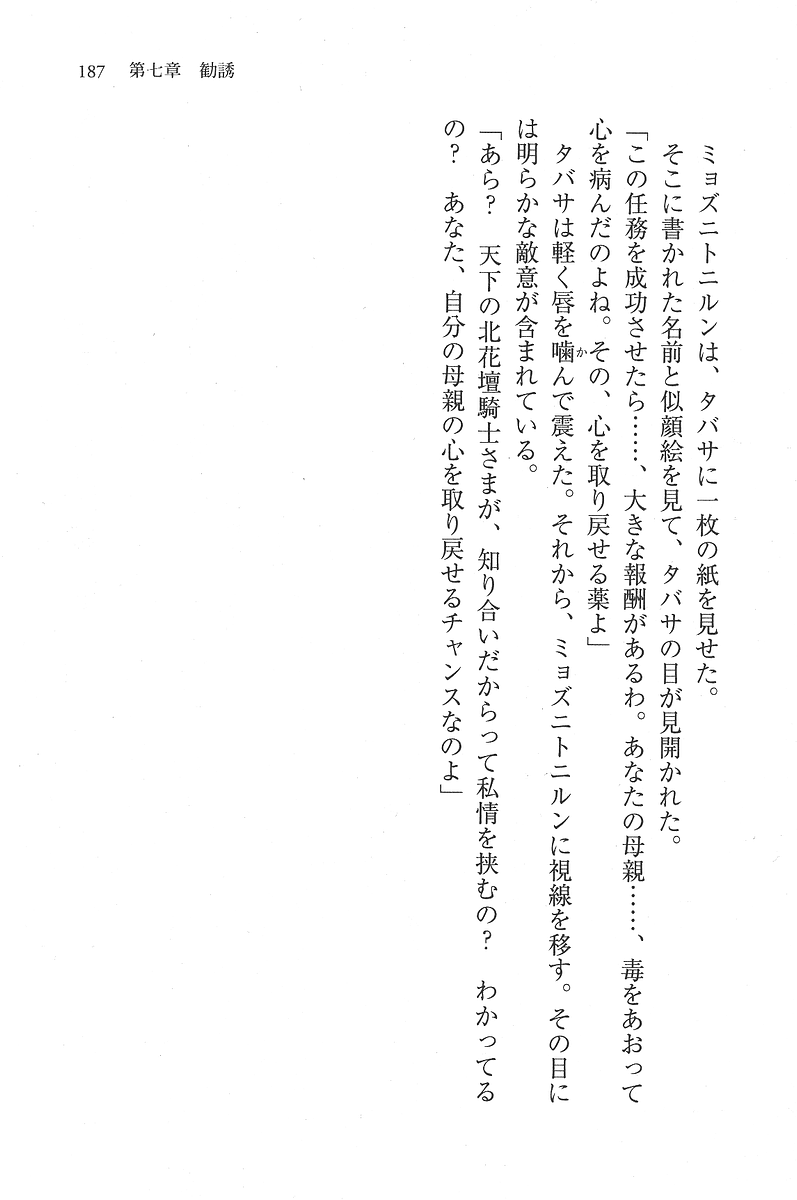 187　第七章　勧誘
　ミョズニトニルンは、タバサに一枚の紙を見せた。
　そこに書かれた名前と似顔絵を見て、タバサの目が見開かれた。
「この任務を成功させたら……、大きな報酬があるわ。あなたの母親……、毒をあおって
心を病んだのよね。その、心を取り戻せる薬よ」
　タバサは軽く唇を噛かんで震えた。それから、ミョズニトニルンに視線を移す。その目に
は明らかな敵意が含まれている。
「あら？　天下の北花壇騎士さまが、知り合いだからって私情を挟むの？　わかってる
の？　あなた、自分の母親の心を取り戻せるチャンスなのよ」